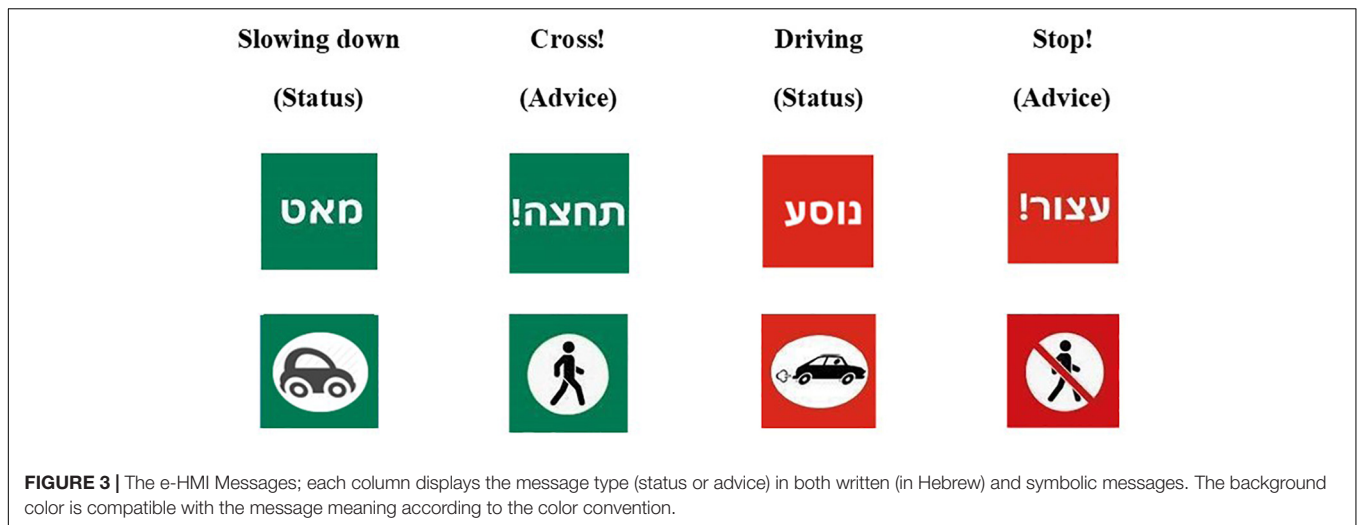 Slowing down Cross! Driving Stop!
(Status) (Advice) (Status) (Advice)
מאט תחצה! נוסע עצור!
FIGURE 3 | The e-HMI Messages; each column displays the message type (status or advice) in both written (in Hebrew) and symbolic messages. The background
color is compatible with the message meaning according to the color convention.